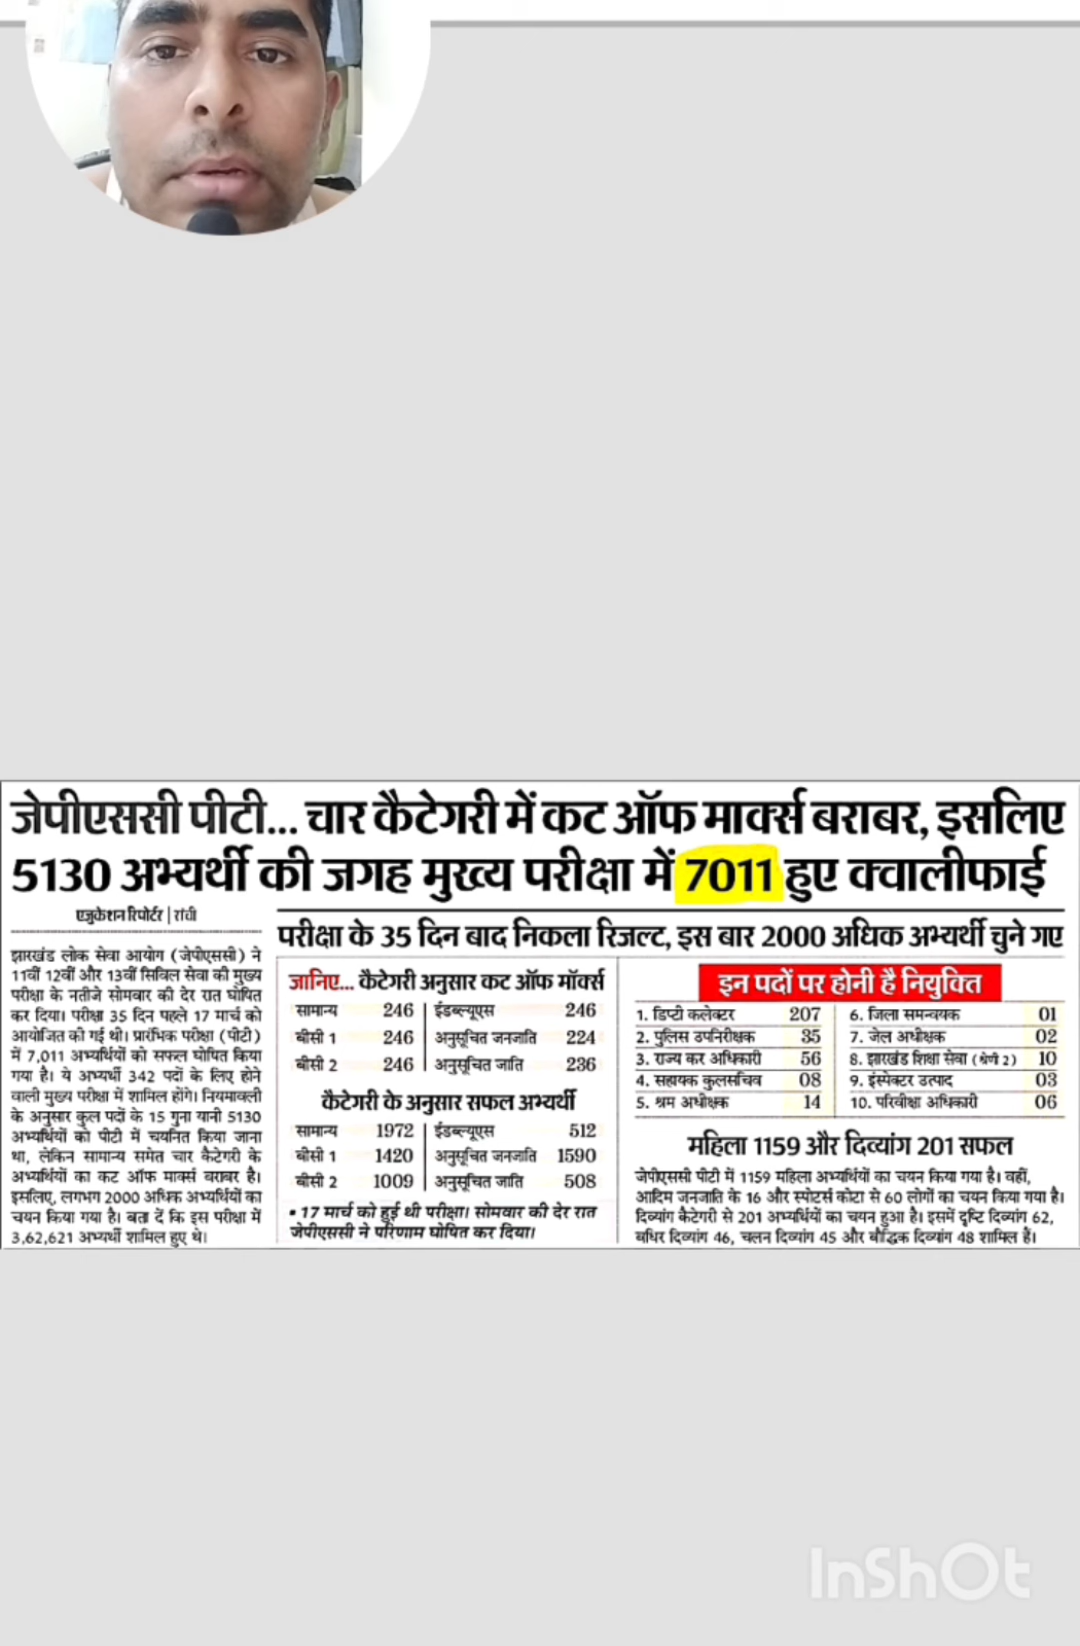 जेपीएससी पीटी... चार कैटेगरी में कट ऑफ मार्क्स बराबर, इसलिए
5130 अभ्यर्थी की जगह मुख्य परीक्षा में 7011 हुए क्वालीफाई
एजुकेशन रिपोर्टर | रांची
झारखंड लोक सेवा आयोग (जेपीएससी) ने
11वीं 12वीं और 13वीं सिविल सेवा की मुख्य
परीक्षा के नतीजे सोमवार की देर रात घोषित
कर दिया। परीक्षा 35 दिन पहले 17 मार्च को
आयोजित की गई थी। प्रारंभिक परीक्षा (पीटी)
में 7,011 अभ्यर्थियों को सफल घोषित किया
गया है। ये अभ्यर्थी 342 पदों के लिए होने
वाली मुख्य परीक्षा में शामिल होंगे। नियमावली
के अनुसार कुल पदों के 15 गुना यानी 5130
अभ्यर्थियों को पीटी में चयनित किया जाना
था, लेकिन सामान्य समेत चार कैटेगरी के
अभ्यर्थियों का कट ऑफ मार्क्स बराबर है।
इसलिए, लगभग 2000 अधिक अभ्यर्थियों का
चयन किया गया है। बता दें कि इस परीक्षा में
3,62,621 अभ्यर्थी शामिल हुए थे।
परीक्षा के 35 दिन बाद निकला रिजल्ट, इस बार 2000 अधिक अभ्यर्थी चुने गए
जानिए... कैटेगरी अनुसार कट ऑफ मॉर्क्स
सामान्य 246 ईडब्ल्यूएस 246
बीसी 1 246 अनुसूचित जनजाति 224
बीसी 2 246 अनुसूचित जाति 236
कैटेगरी के अनुसार सफल अभ्यर्थी
सामान्य 1972 ईडब्ल्यूएस 512
बीसी 1 1420 अनुसूचित जनजाति 1590
बीसी 2 1009 अनुसूचित जाति 508
• 17 मार्च को हुई थी परीक्षा। सोमवार की देर रात
जेपीएससी ने परिणाम घोषित कर दिया।
इन पदों पर होनी है नियुक्ति
1. डिप्टी कलेक्टर 207 6. जिला समन्वयक 01
2. पुलिस उपनिरीक्षक 35 7. जेल अधीक्षक 02
3. राज्य कर अधिकारी 56 8. झारखंड शिक्षा सेवा (श्रेणी 2) 10
4. सहायक कुलसचिव 08 9. इंस्पेक्टर उत्पाद 03
5. श्रम अधीक्षक 14 10. परिवीक्षा अधिकारी 06
महिला 1159 और दिव्यांग 201 सफल
जेपीएससी पीटी में 1159 महिला अभ्यर्थियों का चयन किया गया है। वहीं,
आदिम जनजाति के 16 और स्पोटर्स कोटा से 60 लोगों का चयन किया गया है।
दिव्यांग कैटेगरी से 201 अभ्यर्थियों का चयन हुआ है। इसमें दृष्टि दिव्यांग 62,
बधिर दिव्यांग 46, चलन दिव्यांग 45 और बौद्धिक दिव्यांग 48 शामिल हैं।
InShOt